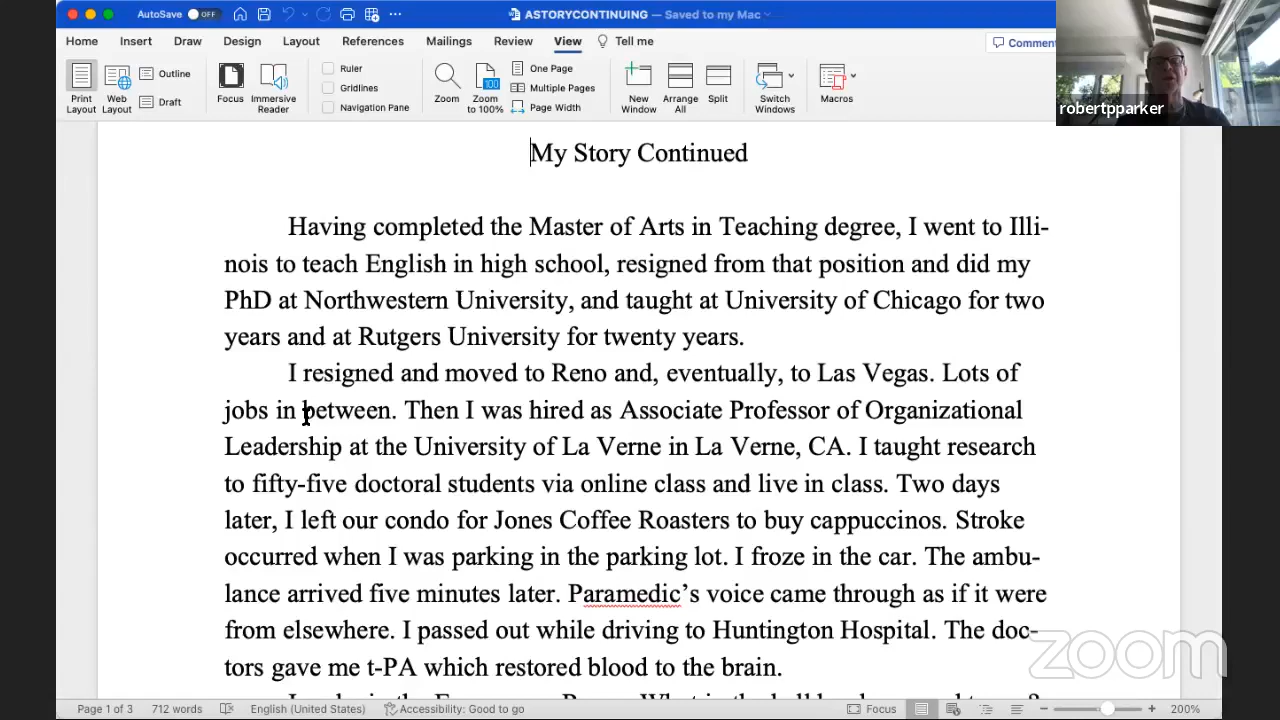 AutoSave OFF
ASTORYCONTINUING — Saved to my Mac
Home Insert Draw Design Layout References Mailings Review View Tell me
Comment
Print Layout
Web Layout
Outline
Draft
Focus
Immersive Reader
Ruler
Gridlines
Navigation Pane
Zoom
Zoom to 100%
100
One Page
Multiple Pages
Page Width
New Window
Arrange All
Split
Switch Windows
Macros
robertpparker
My Story Continued
Having completed the Master of Arts in Teaching degree, I went to Illi-
nois to teach English in high school, resigned from that position and did my
PhD at Northwestern University, and taught at University of Chicago for two
years and at Rutgers University for twenty years.
I resigned and moved to Reno and, eventually, to Las Vegas. Lots of
jobs in between. Then I was hired as Associate Professor of Organizational
Leadership at the University of La Verne in La Verne, CA. I taught research
to fifty-five doctoral students via online class and live in class. Two days
later, I left our condo for Jones Coffee Roasters to buy cappuccinos. Stroke
occurred when I was parking in the parking lot. I froze in the car. The ambu-
lance arrived five minutes later. Paramedic’s voice came through as if it were
from elsewhere. I passed out while driving to Huntington Hospital. The doc-
tors gave me t-PA which restored blood to the brain.
zoom
Page 1 of 3 712 words English (United States) Accessibility: Good to go Focus 200%